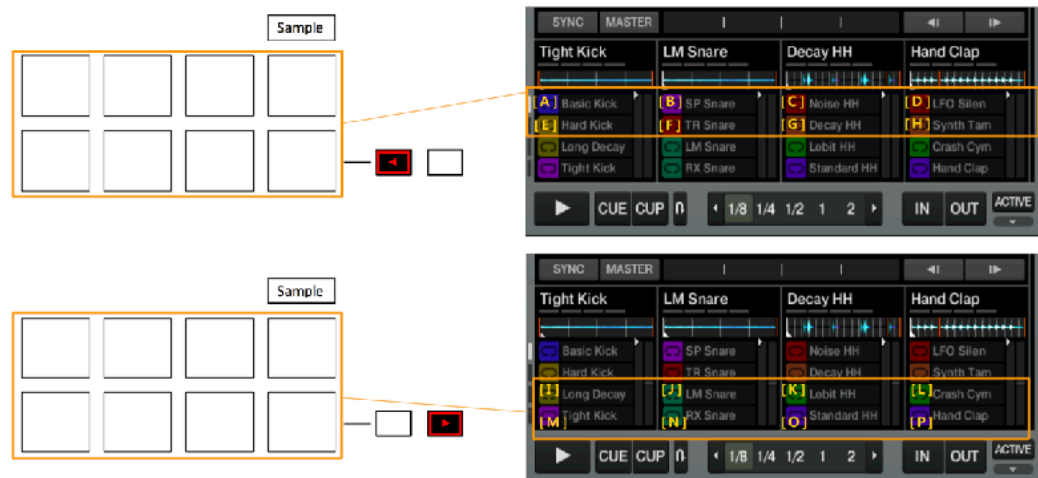 Sample
SYNC MASTER
Tight Kick LM Snare Decay HH Hand Clap
[A] Basic Kick [B] SP Snare [C] Noise HH [D] LFO Silen
[E] Hard Kick [F] TR Snare [G] Decay HH [H] Synth Tam
Long Decay LM Snare Lobit HH Crash Cym
Tight Kick RX Snare Standard HH Hand Clap
CUE CUP 1/8 1/4 1/2 1 2 IN OUT ACTIVE
Sample
SYNC MASTER
Tight Kick LM Snare Decay HH Hand Clap
Basic Kick SP Snare Noise HH LFO Silen
Hard Kick TR Snare Decay HH Synth Tam
[I] Long Decay [J] LM Snare [K] Lobit HH [L] Crash Cym
[M] Tight Kick [N] RX Snare [O] Standard HH [P] Hand Clap
CUE CUP 1/8 1/4 1/2 1 2 IN OUT ACTIVE